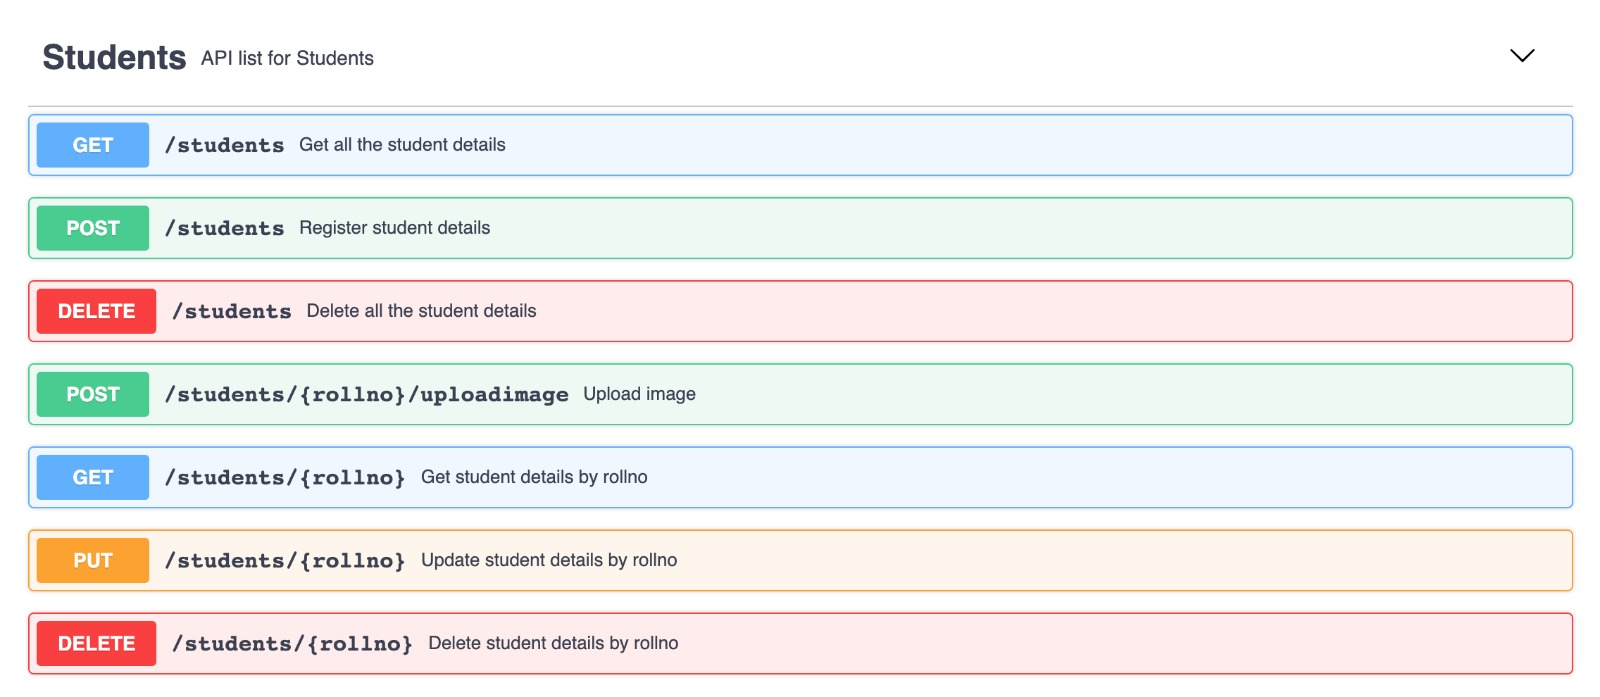 Students API list for Students
GET /students Get all the student details
POST /students Register student details
DELETE /students Delete all the student details
POST /students/{rollno}/uploadimage Upload image
GET /students/{rollno} Get student details by rollno
PUT /students/{rollno} Update student details by rollno
DELETE /students/{rollno} Delete student details by rollno